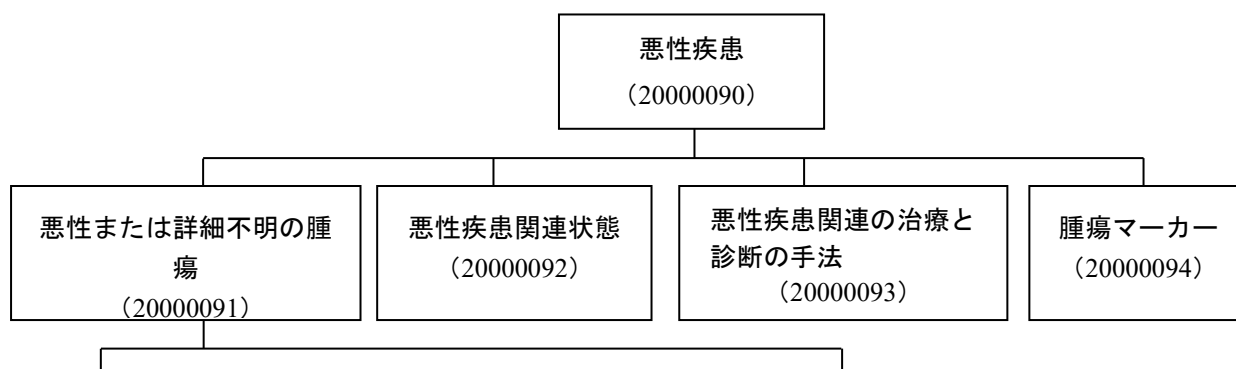 悪性疾患
（20000090）
悪性または詳細不明の腫
瘍
（20000091）
悪性疾患関連状態
（20000092）
悪性疾患関連の治療と
診断の手法
（20000093）
腫瘍マーカー
（20000094）